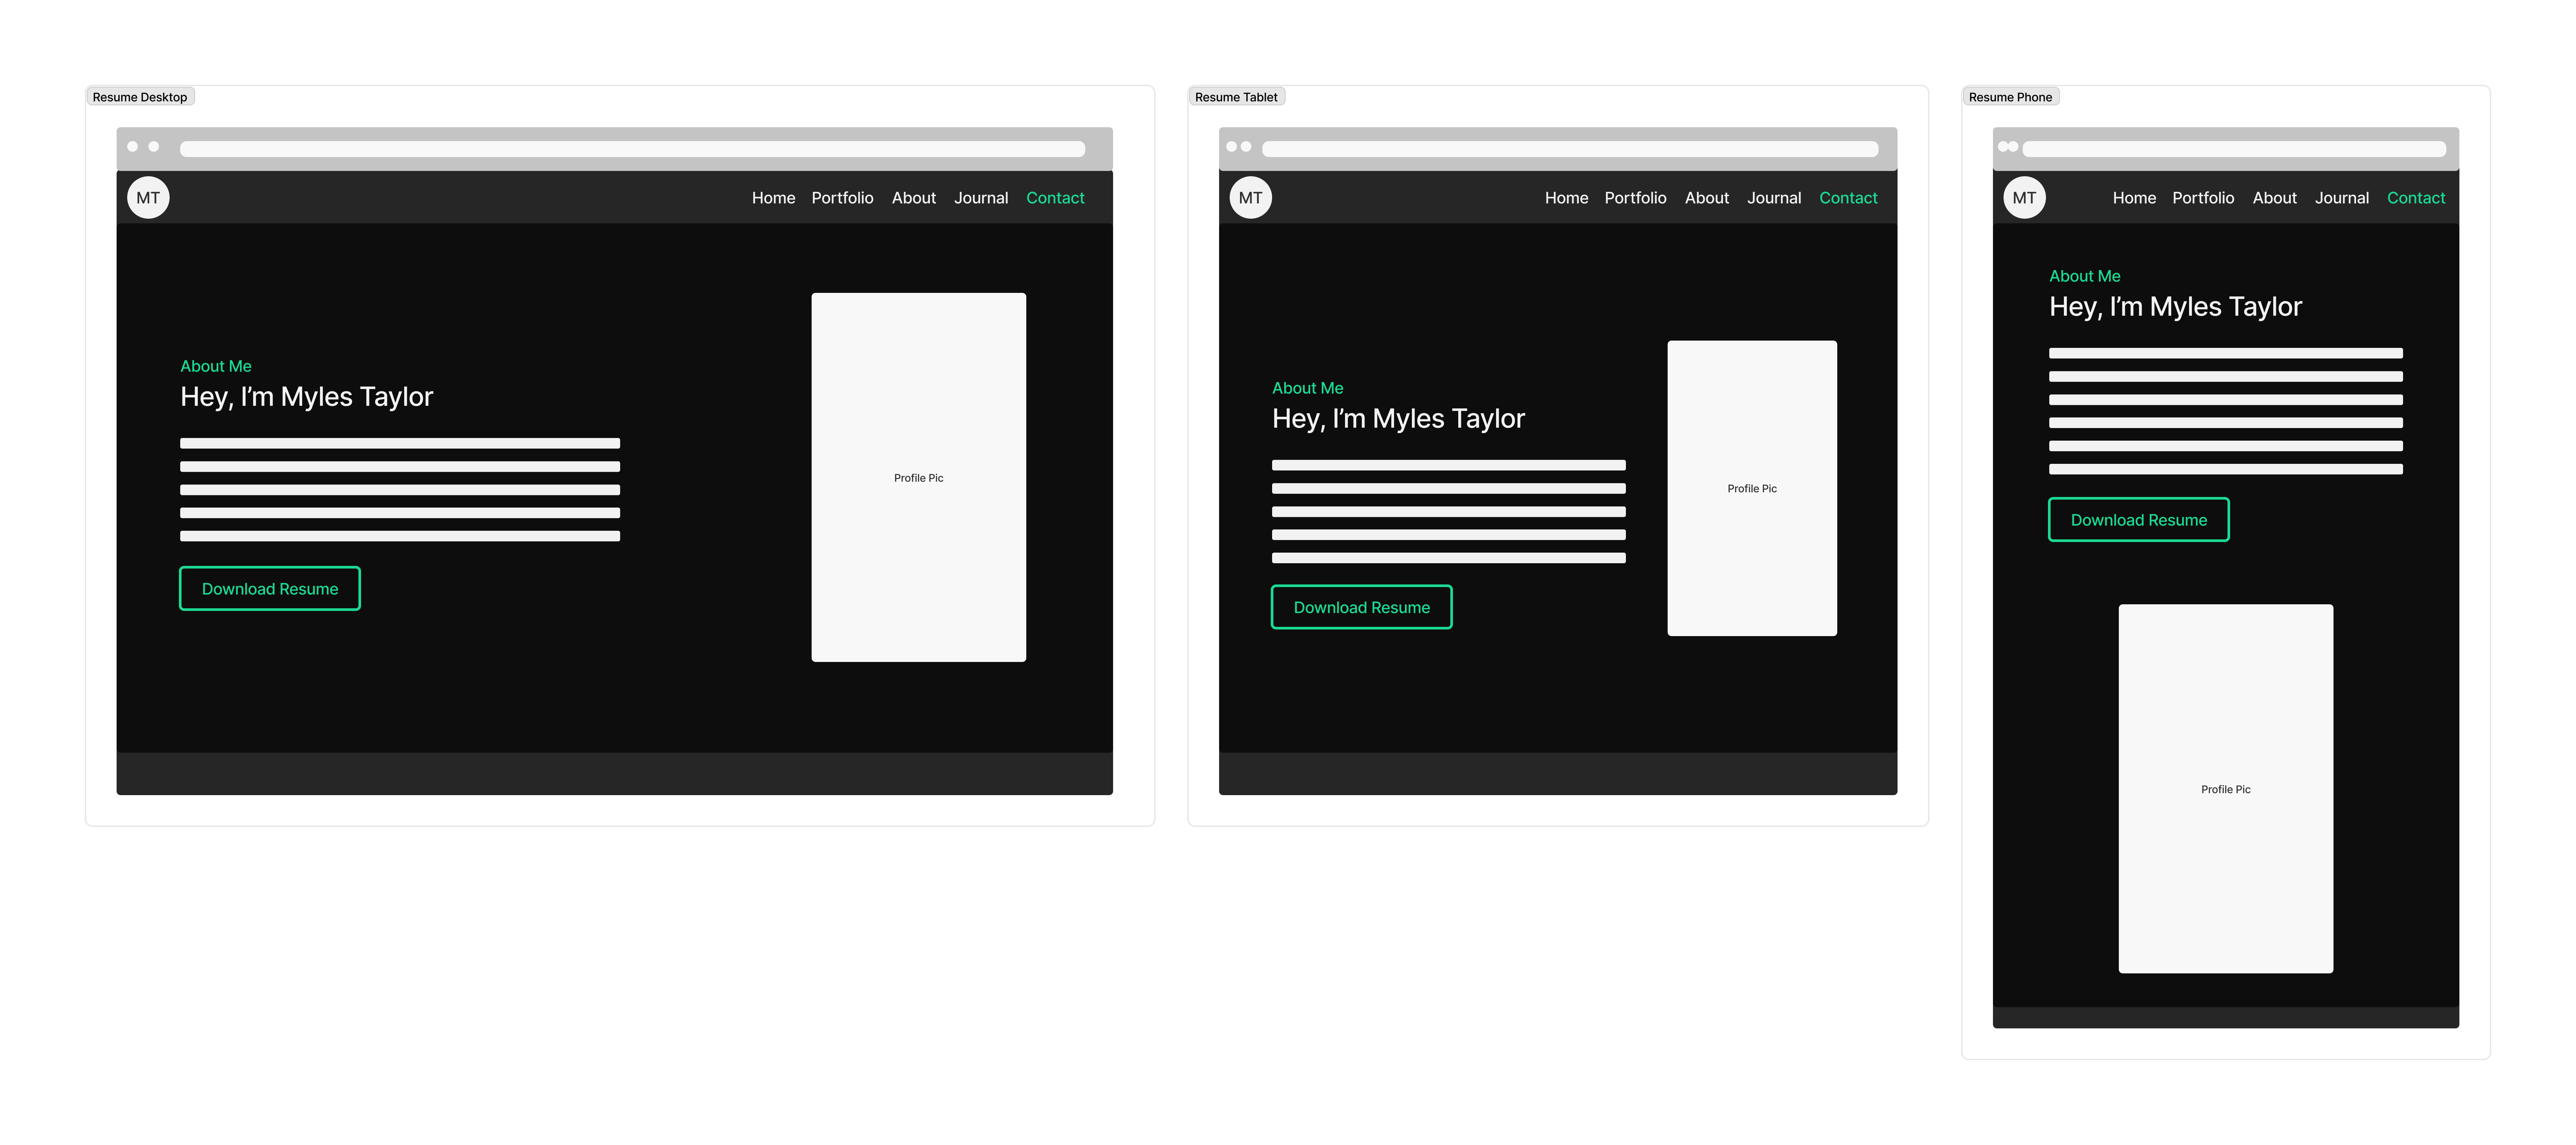 Resume Desktop
MT
Home Portfolio About Journal Contact
About Me
Hey, I’m Myles Taylor
Download Resume
Profile Pic
Resume Tablet
MT
Home Portfolio About Journal Contact
About Me
Hey, I’m Myles Taylor
Download Resume
Profile Pic
Resume Phone
MT
Home Portfolio About Journal Contact
About Me
Hey, I’m Myles Taylor
Download Resume
Profile Pic